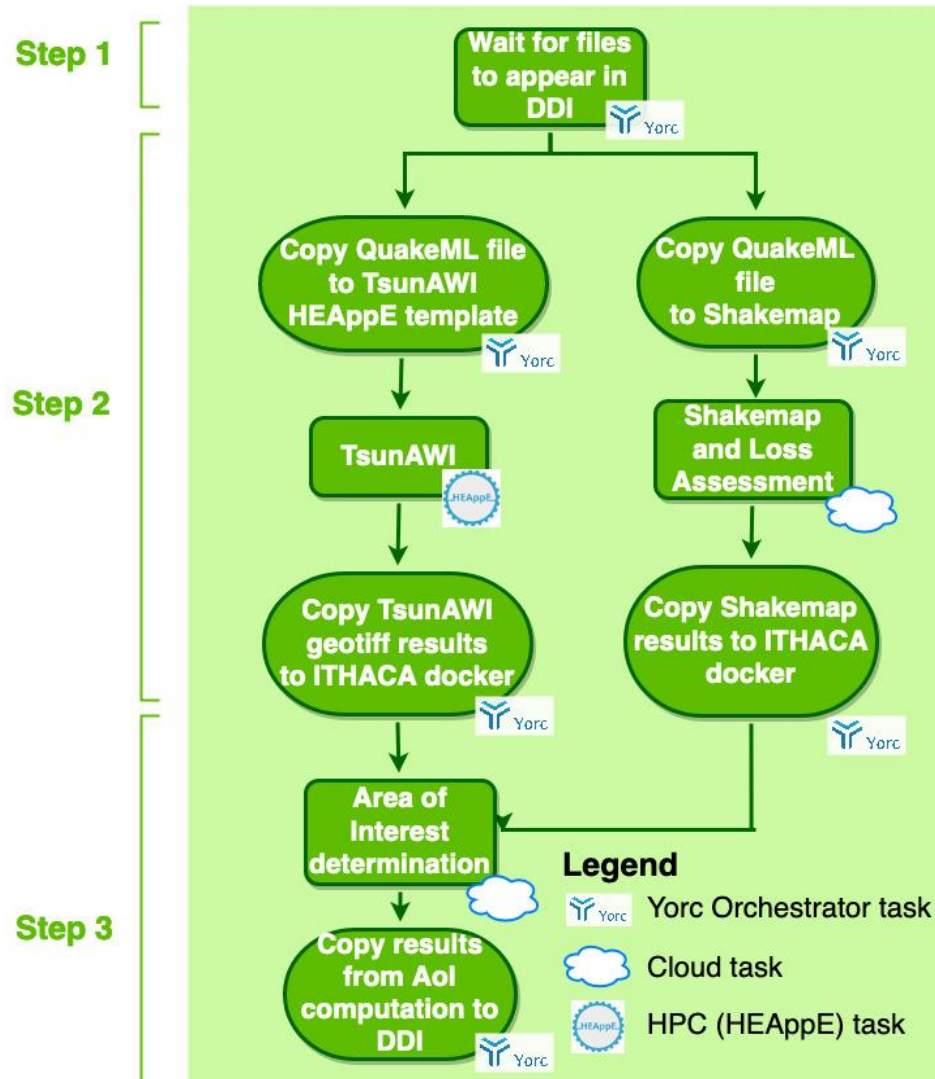 Step 1
Wait for files
to appear in
DDI
Yorc
Step 2
Copy QuakeML file
to TsunAWI
HEAppE template
Yorc
Copy QuakeML
file
to Shakemap
Yorc
TsunAWI
HEAppE
Shakemap
and Loss
Assessment
Copy TsunAWI
geotiff results
to ITHACA docker
Yorc
Copy Shakemap
results to ITHACA
docker
Yorc
Step 3
Area of
Interest
determination
Copy results
from AoI
computation to
DDI
Yorc
Legend
Yorc
Yorc Orchestrator task
Cloud task
HEAppE
HPC (HEAppE) task